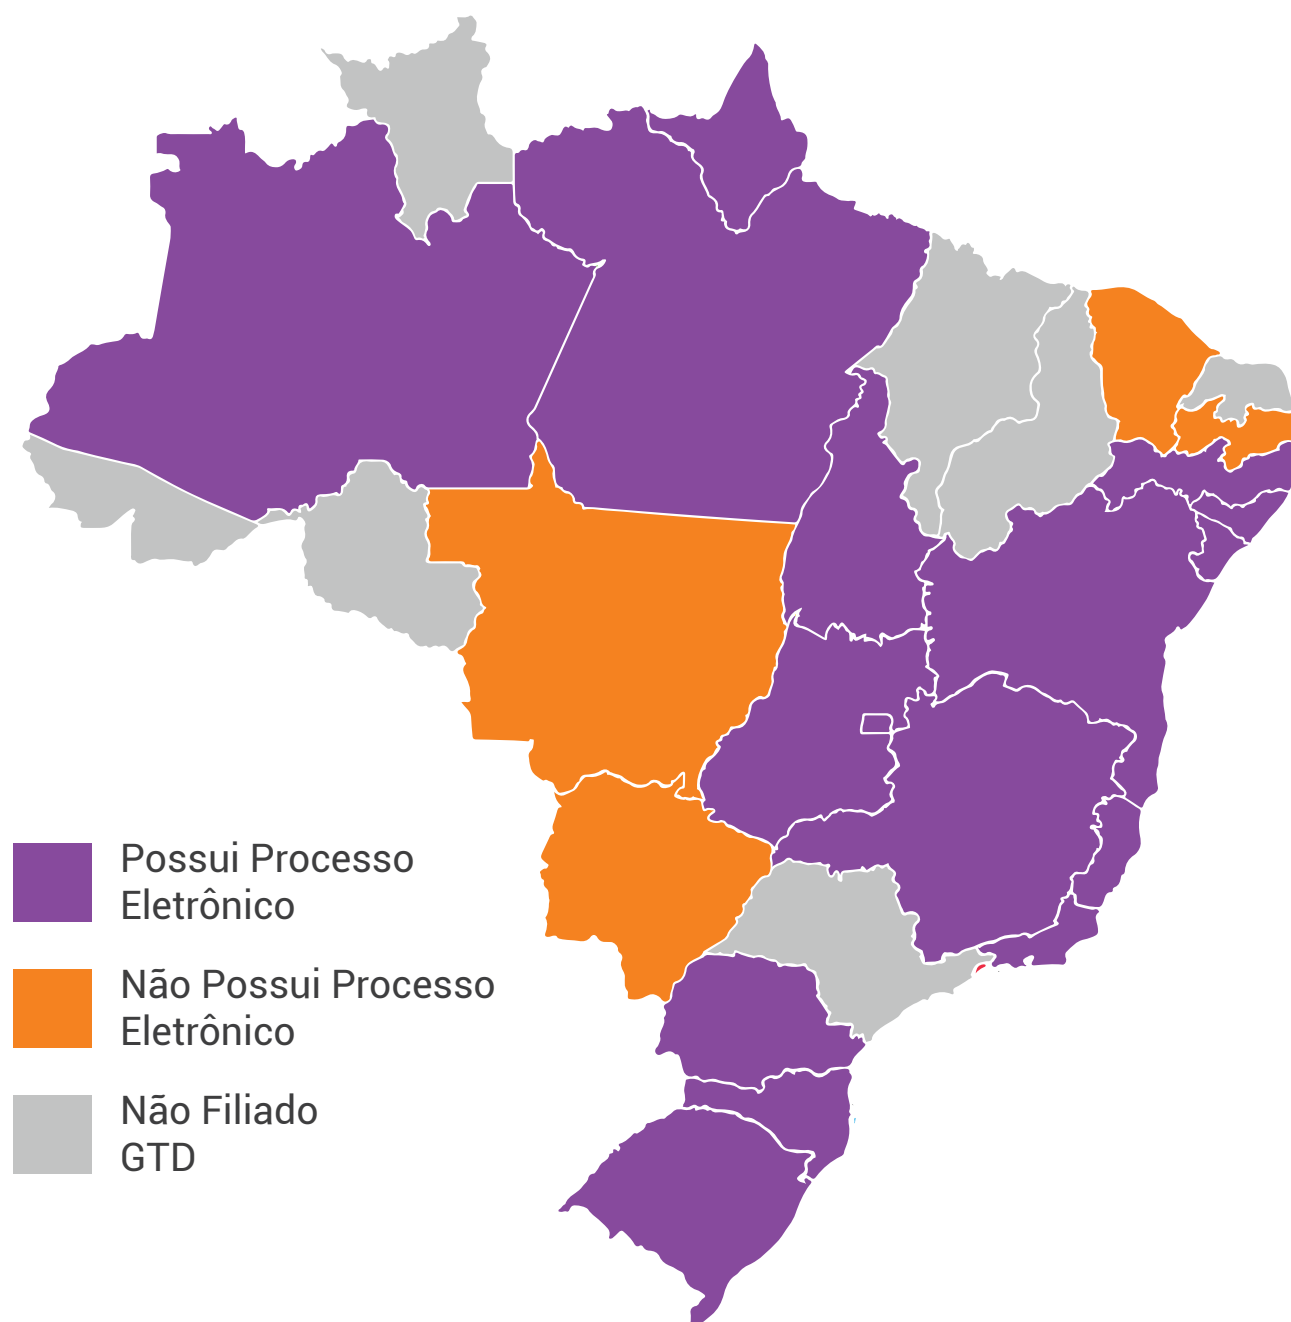 Possui Processo
Eletrônico
Não Possui Processo
Eletrônico
Não Filiado
GTD